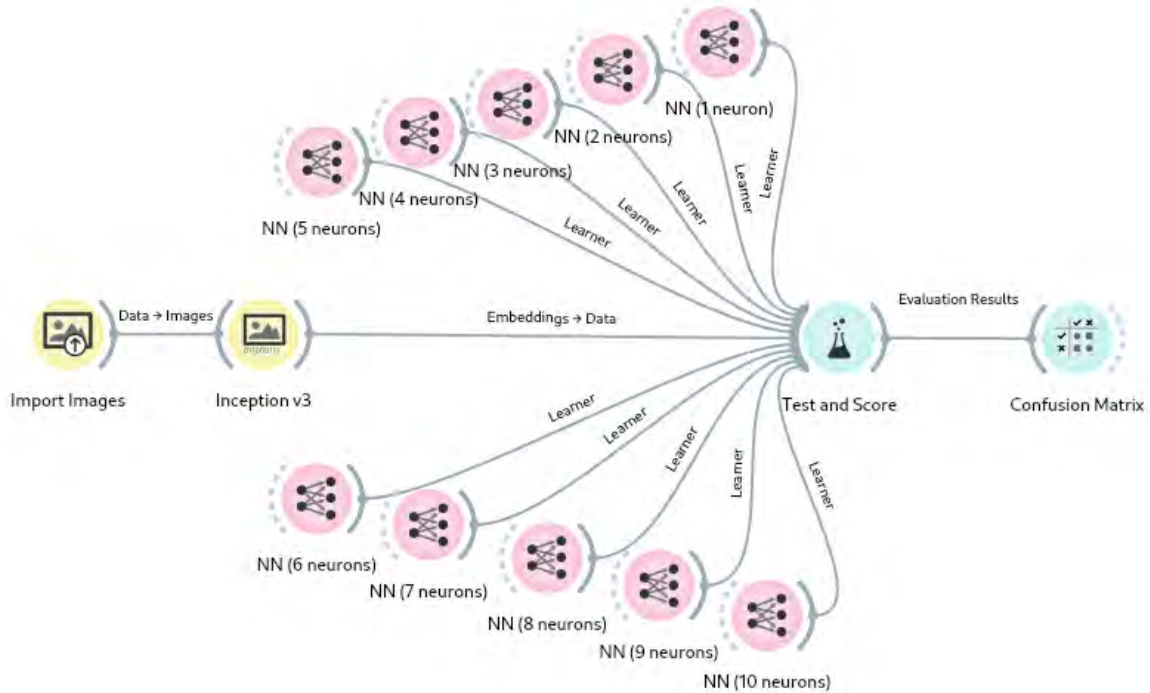 NN (1 neuron)
NN (2 neurons)
NN (3 neurons)
NN (4 neurons)
NN (5 neurons)
Learner
Learner
Learner
Learner
Learner
Data → Images
Embeddings → Data
Evaluation Results
Import Images
Inception v3
Test and Score
Confusion Matrix
Learner
Learner
Learner
Learner
Learner
NN (6 neurons)
NN (7 neurons)
NN (8 neurons)
NN (9 neurons)
NN (10 neurons)